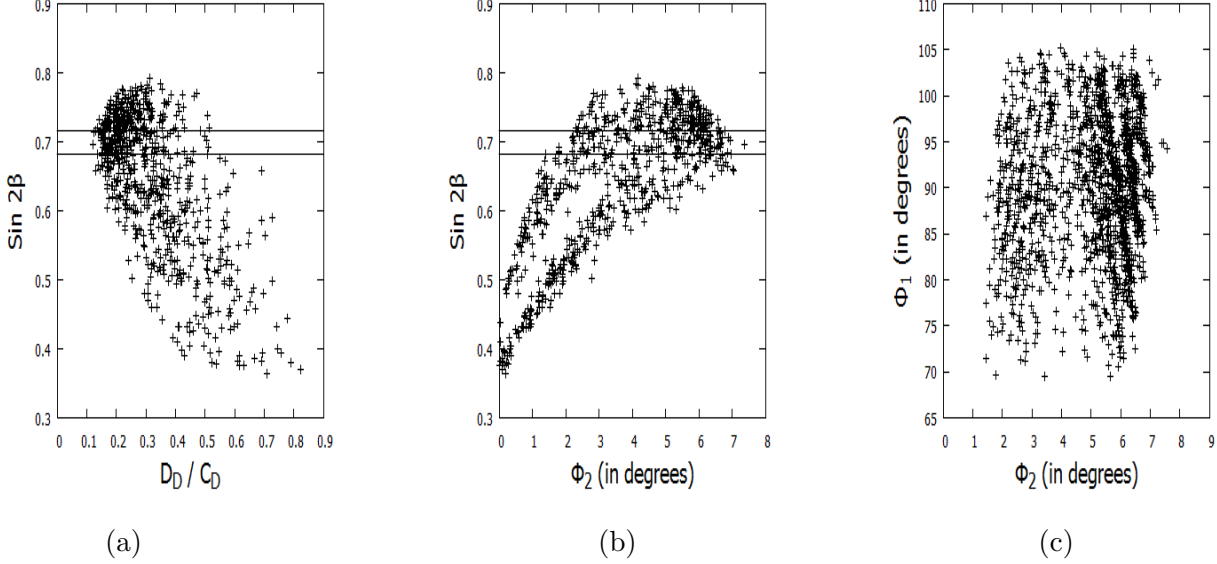 0.9
0.8
0.7
0.6
0.5
0.4
0.3
Sin 2β
0 0.1 0.2 0.3 0.4 0.5 0.6 0.7 0.8 0.9
D_D / C_D
(a)
0.9
0.8
0.7
0.6
0.5
0.4
0.3
Sin 2β
0 1 2 3 4 5 6 7 8
Φ₂ (in degrees)
(b)
110
105
100
95
90
85
80
75
70
65
Φ₁ (in degrees)
0 1 2 3 4 5 6 7 8 9
Φ₂ (in degrees)
(c)